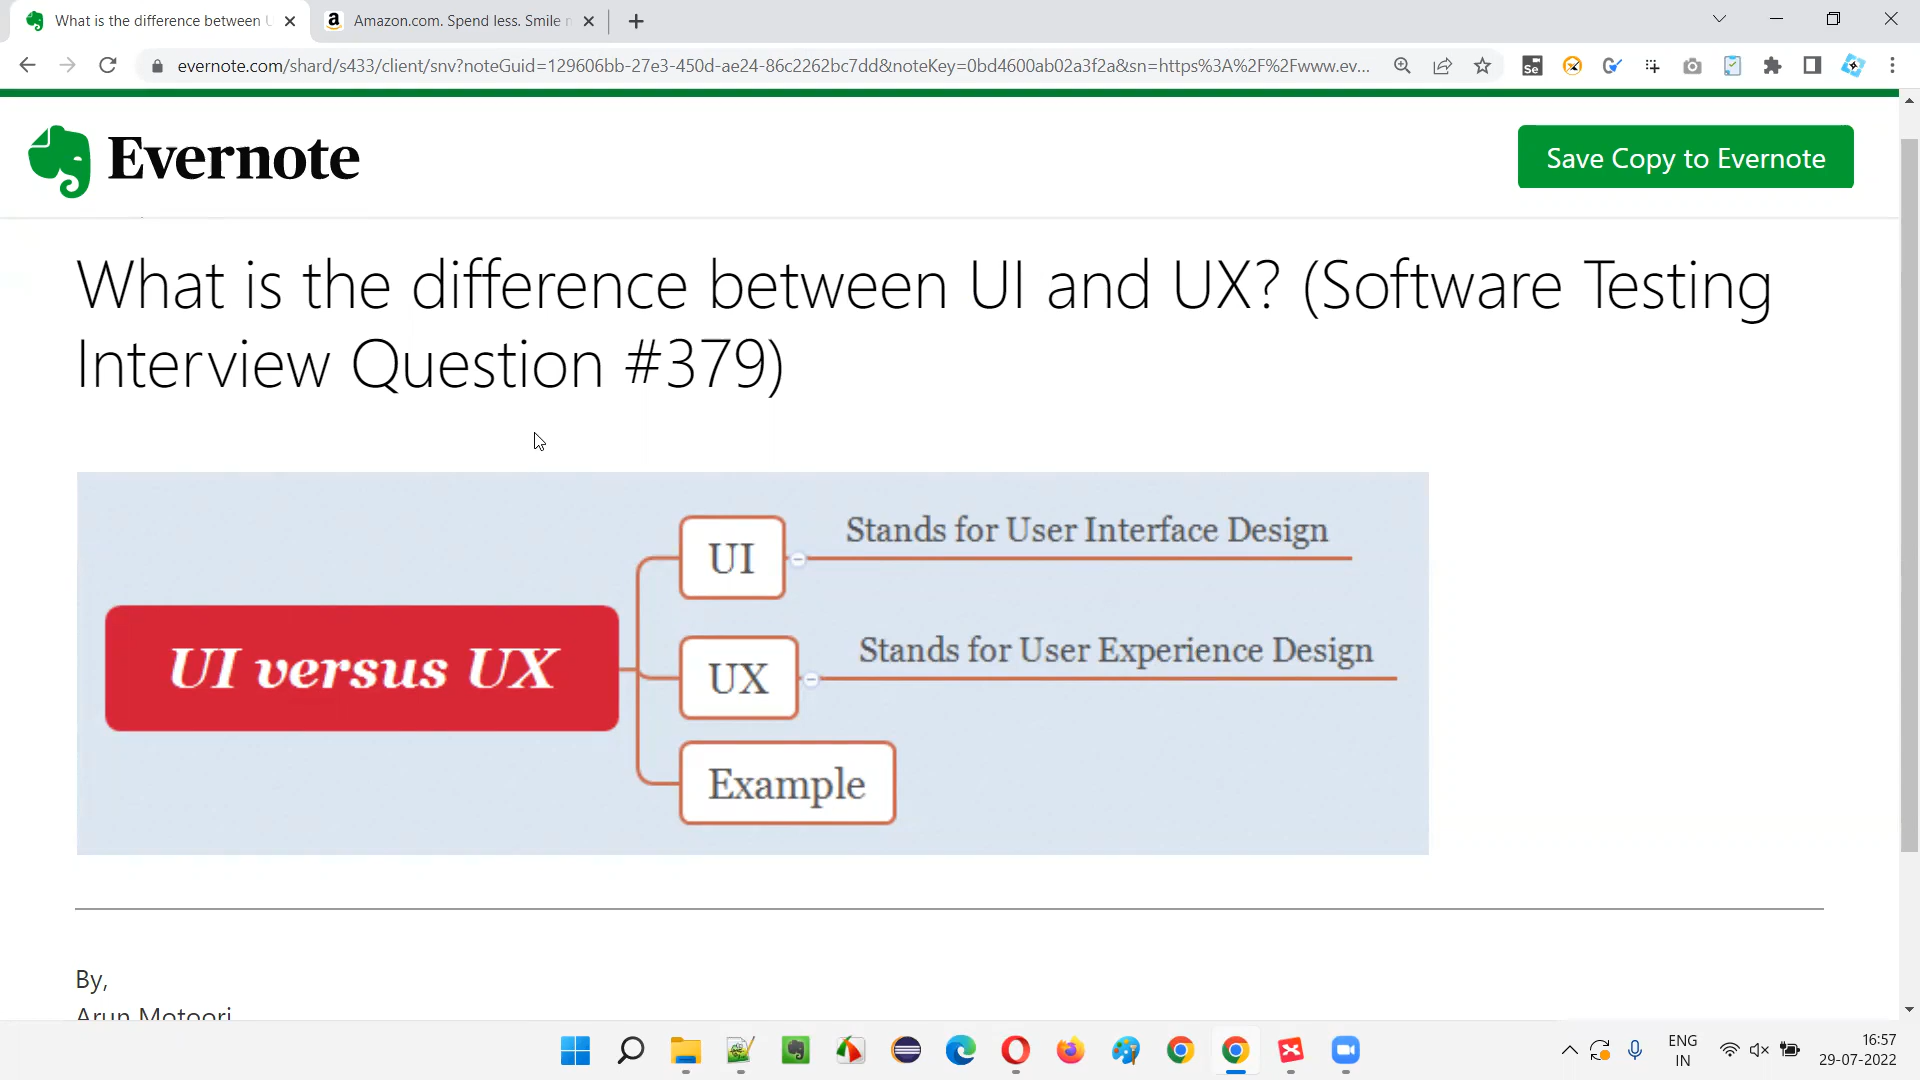 What is the difference between U
Amazon.com. Spend less. Smile m
evernote.com/shard/s433/client/snv?noteGuid=129606bb-27e3-450d-ae24-86c2262bc7dd&noteKey=0bd4600ab02a3f2a&sn=https%3A%2F%2Fwww.ev...
Se
Evernote
Save Copy to Evernote
What is the difference between UI and UX? (Software Testing
Interview Question #379)
UI versus UX
UI
Stands for User Interface Design
UX
Stands for User Experience Design
Example
By,
Arun Motoori
ENG
IN
16:57
29-07-2022